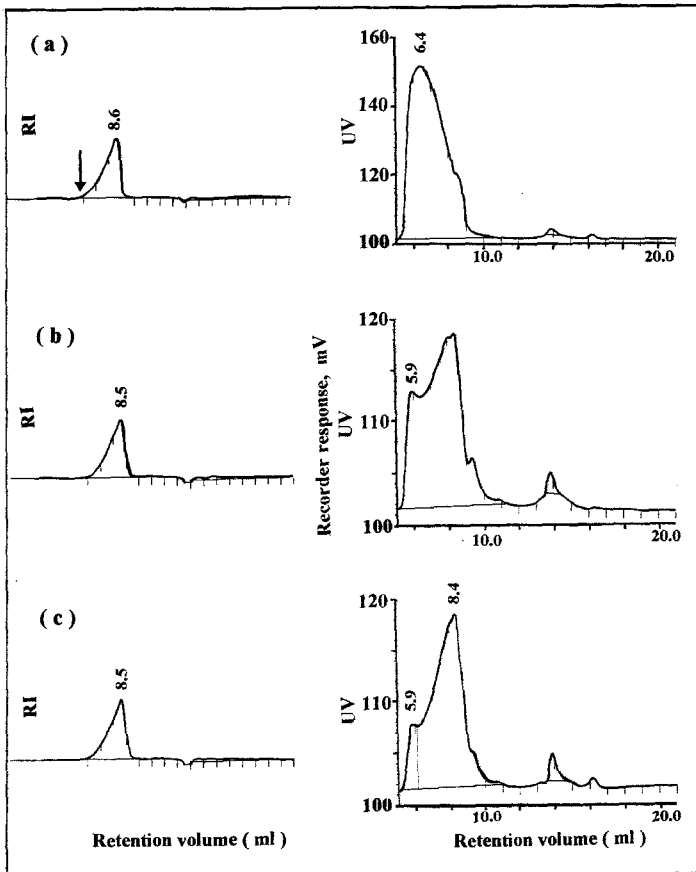 ( a )
RI
8.6
160
140
120
100
UV
6.4
10.0
20.0
( b )
RI
8.5
Recorder response, mV
120
110
100
UV
5.9
10.0
20.0
( c )
RI
8.5
120
110
100
UV
5.9
8.4
10.0
20.0
Retention volume ( ml )
Retention volume ( ml )